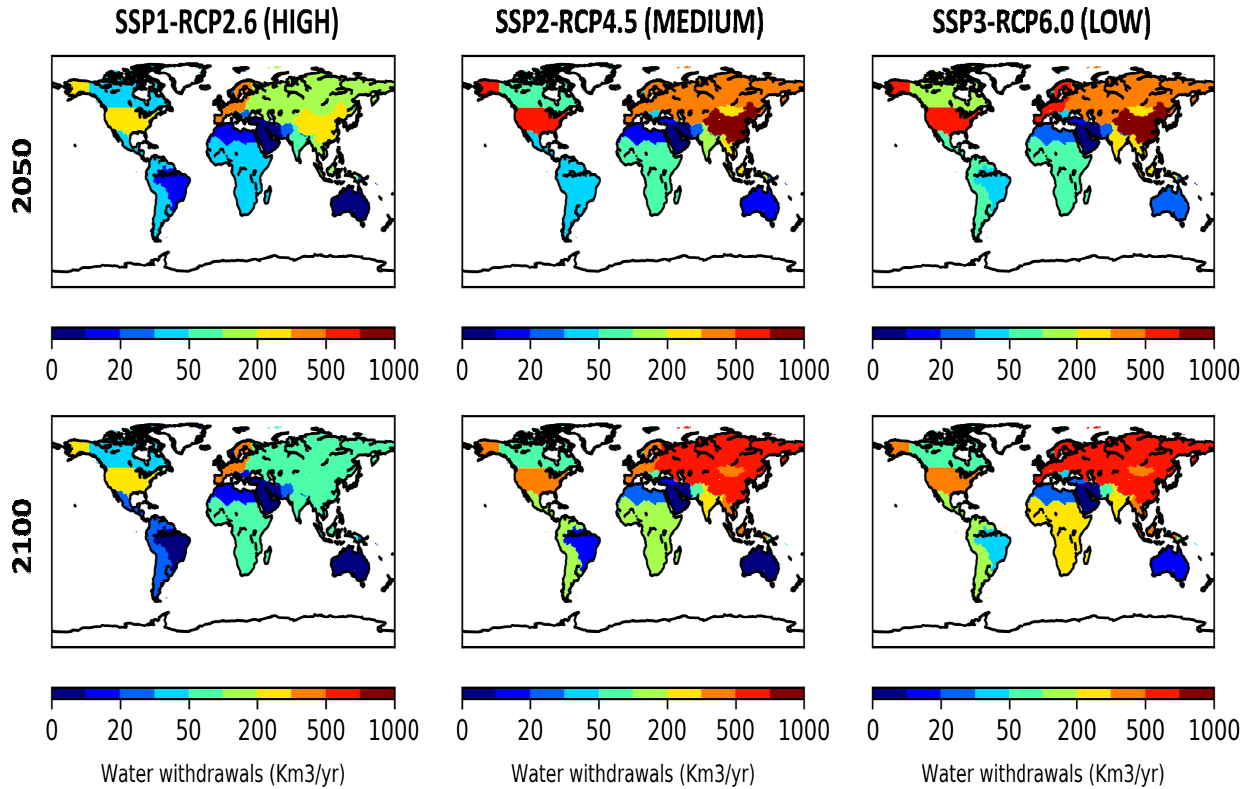 SSP1-RCP2.6 (HIGH) SSP2-RCP4.5 (MEDIUM) SSP3-RCP6.0 (LOW)
2050
0 20 50 200 500 1000 0 20 50 200 500 1000 0 20 50 200 500 1000
2100
0 20 50 200 500 1000 0 20 50 200 500 1000 0 20 50 200 500 1000
Water withdrawals (Km3/yr) Water withdrawals (Km3/yr) Water withdrawals (Km3/yr)